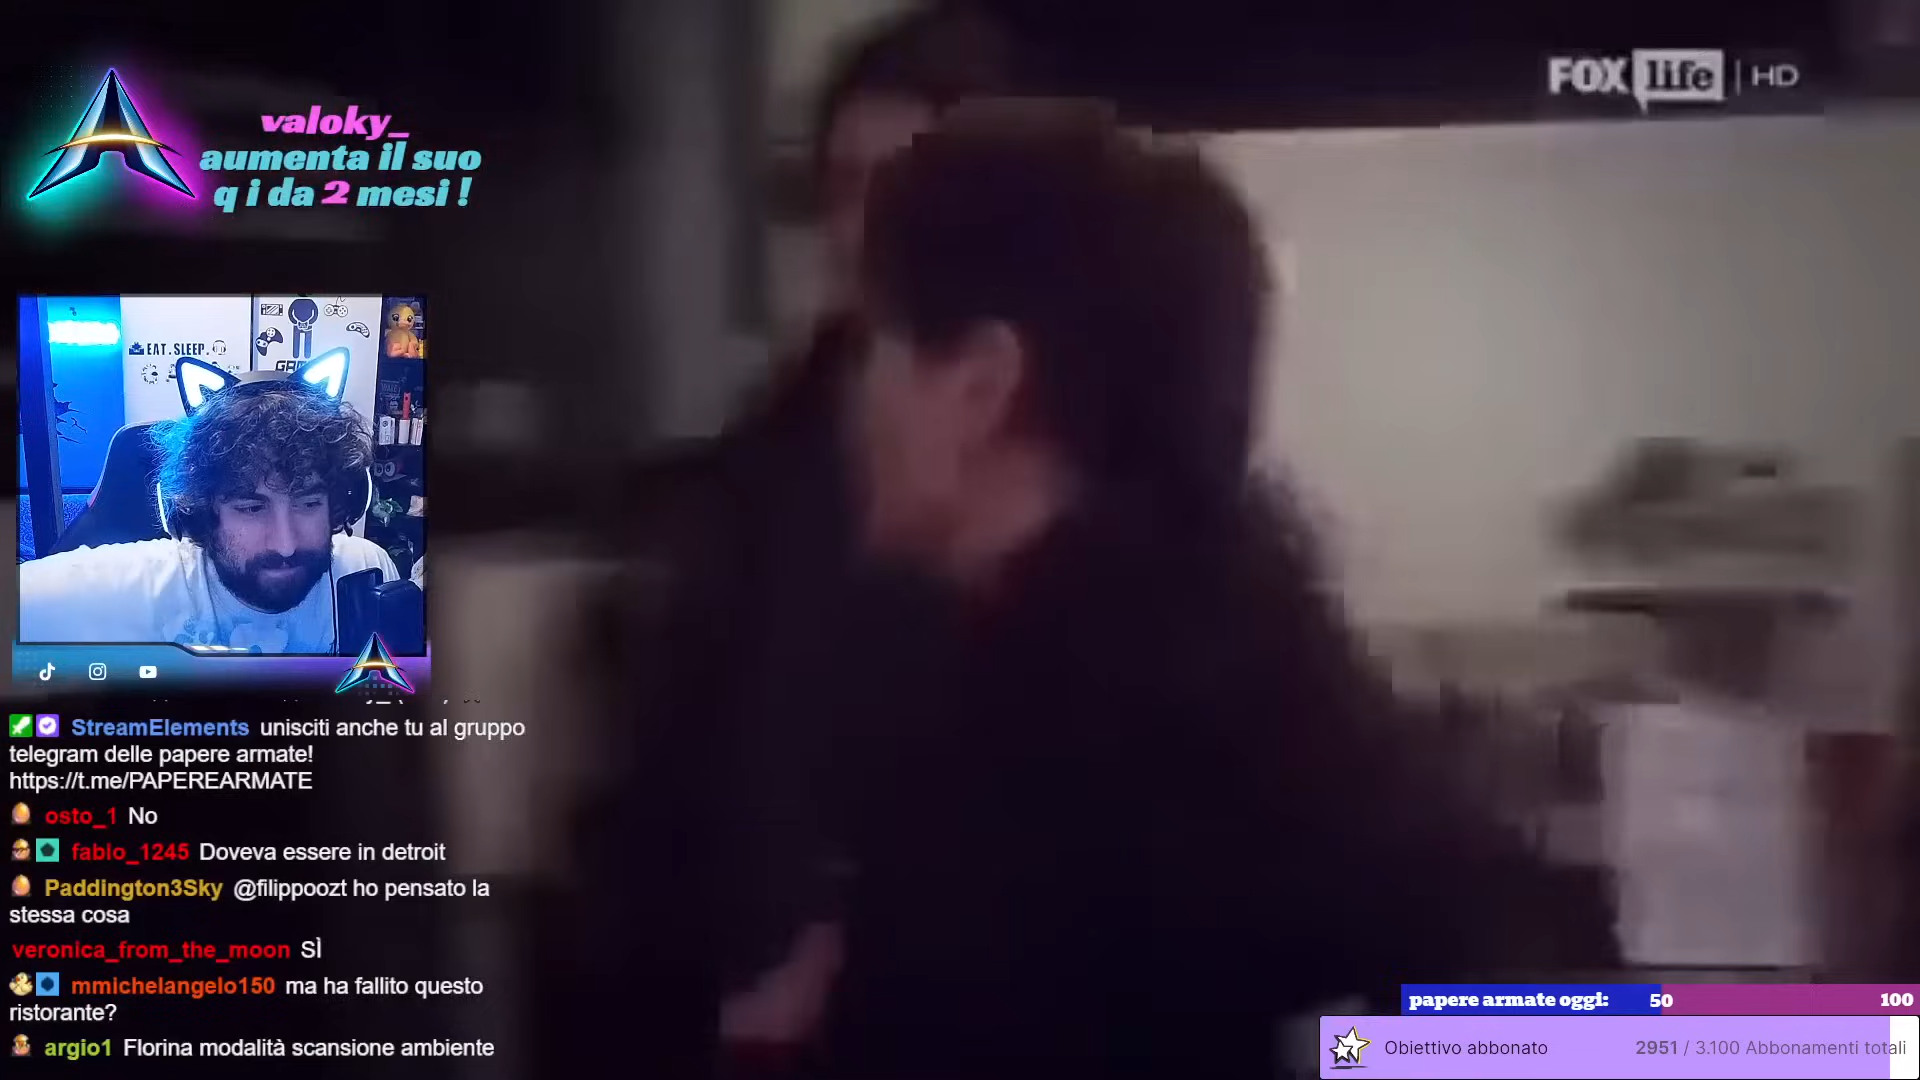 FOX life | HD
valoky_
aumenta il suo
q i da 2 mesi !
EAT.SLEEP.
StreamElements unisciti anche tu al gruppo
telegram delle papere armate!
https://t.me/PAPEREARMATE
osto_1 No
fabio_1245 Doveva essere in detroit
Paddington3Sky @filippoozt ho pensato la
stessa cosa
veronica_from_the_moon SÌ
mmichelangelo150 ma ha fallito questo
ristorante?
argio1 Florina modalità scansione ambiente
papere armate oggi: 50 100
Obiettivo abbonato 2951 / 3.100 Abbonamenti totali